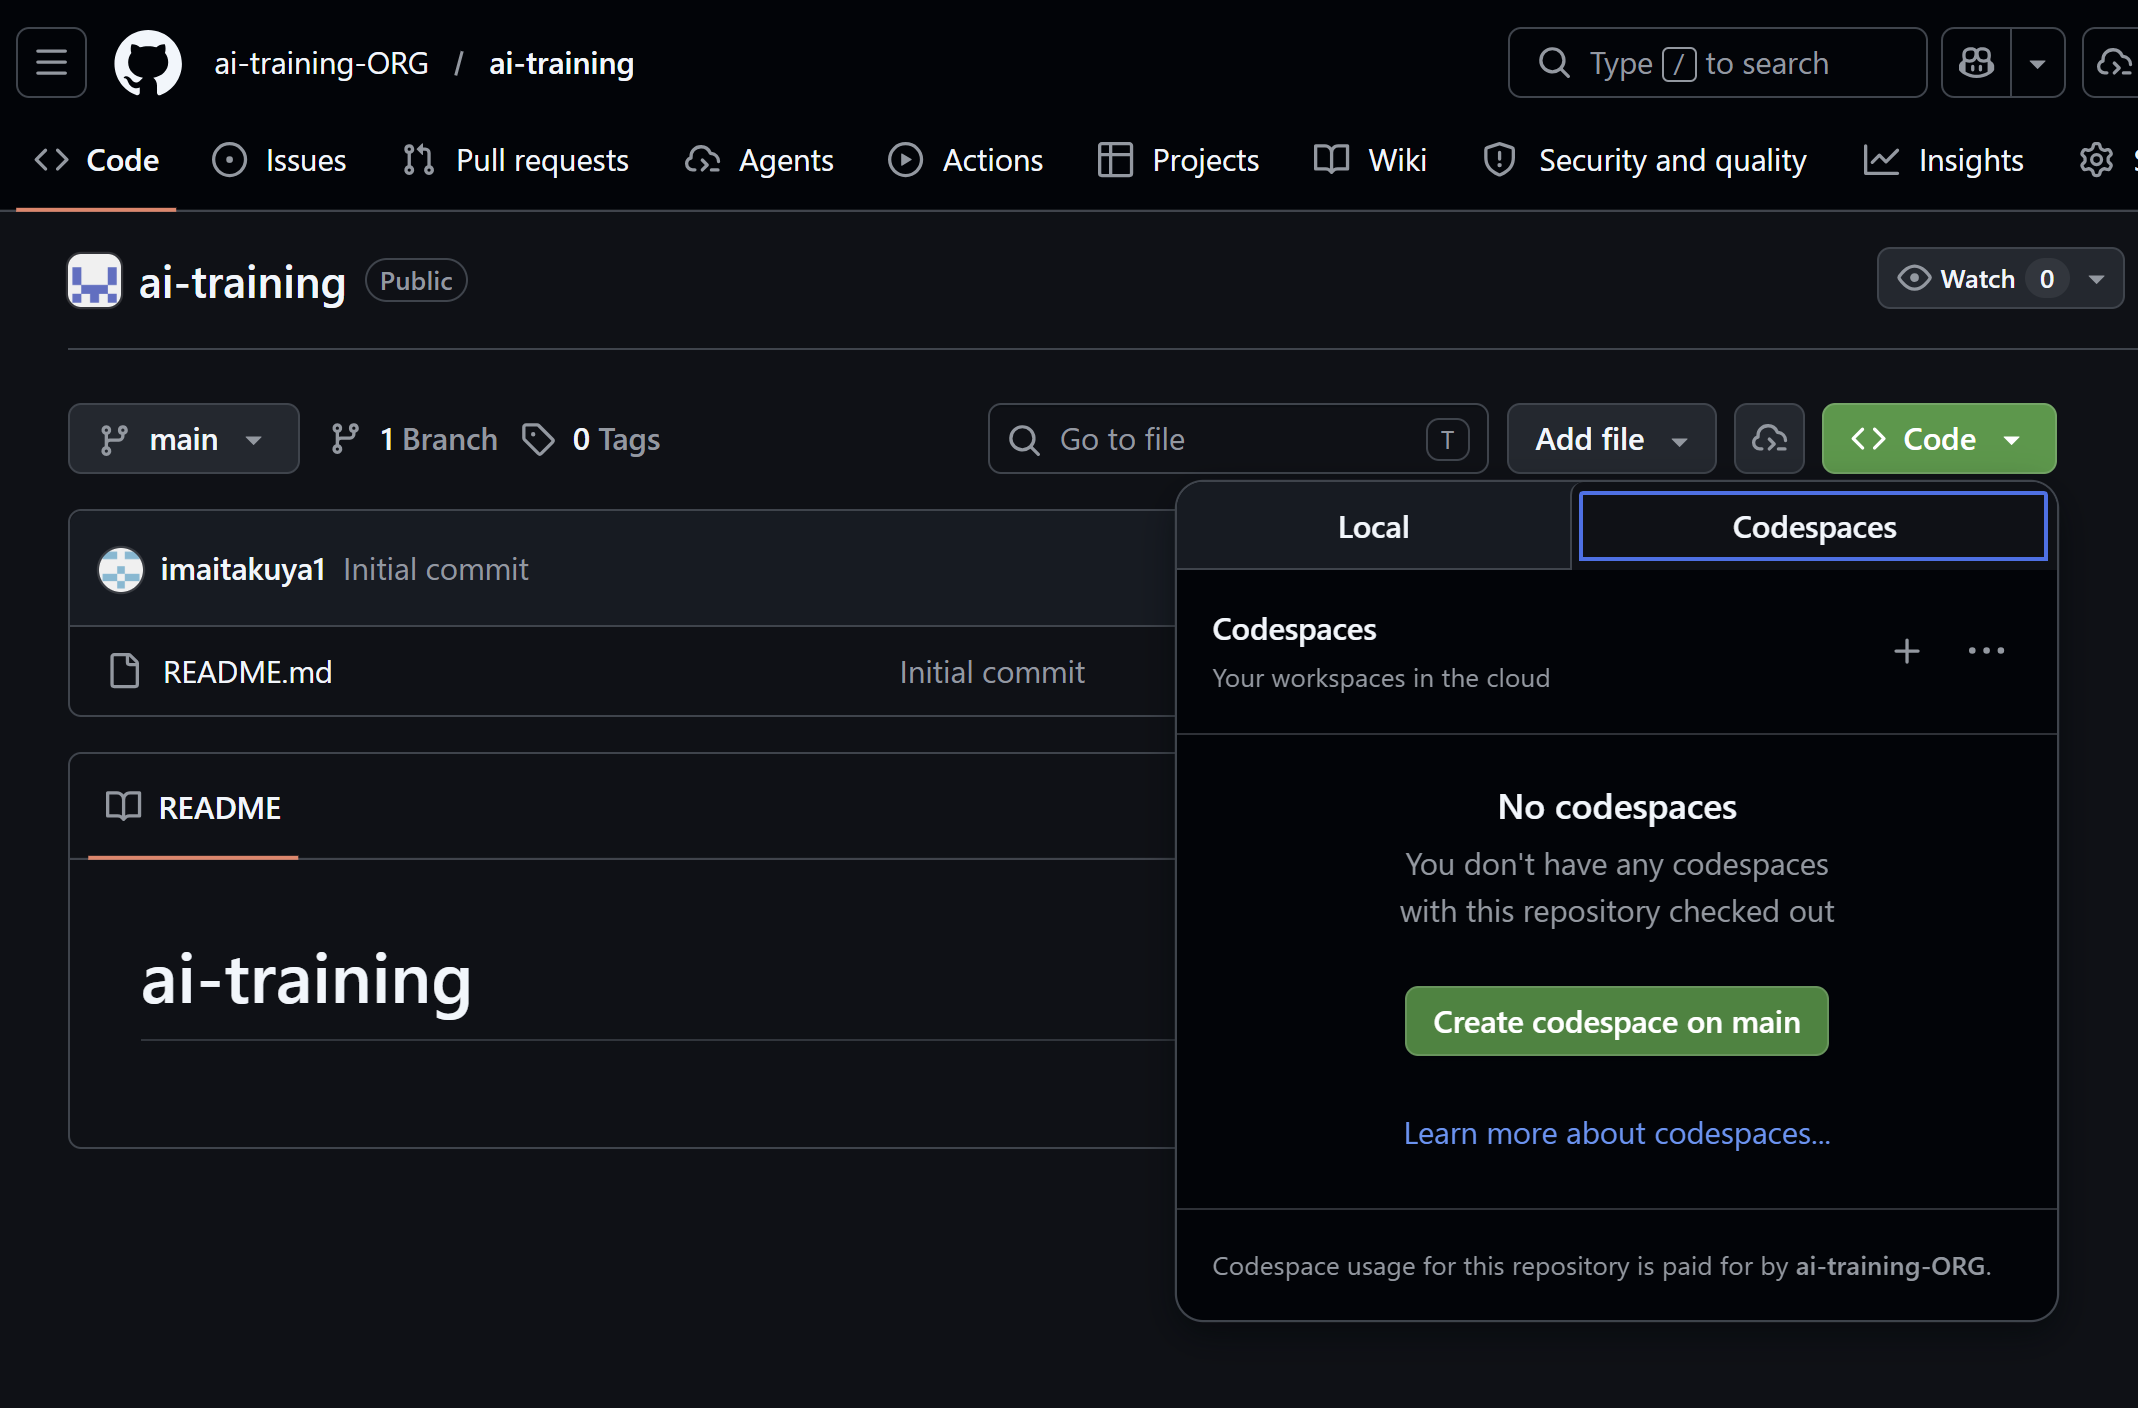 ai-training-ORG / ai-training
Type / to search
Code Issues Pull requests Agents Actions Projects Wiki Security and quality Insights
ai-training Public
Watch 0
main 1 Branch 0 Tags
Go to file T
Add file
Code
Local
Codespaces
imaitakuya1 Initial commit
README.md Initial commit
README
ai-training
Codespaces
Your workspaces in the cloud
No codespaces
You don't have any codespaces
with this repository checked out
Create codespace on main
Learn more about codespaces...
Codespace usage for this repository is paid for by ai-training-ORG.